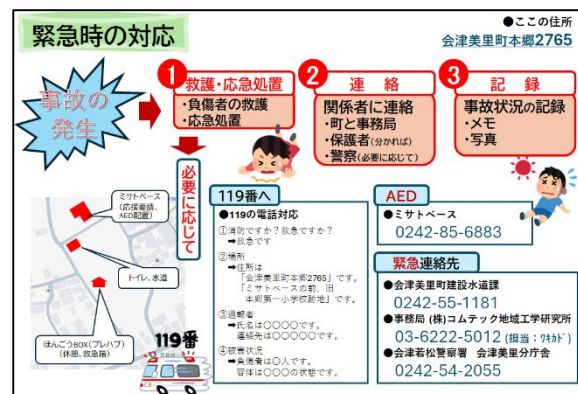 緊急時の対応
●ここの住所
会津美里町本郷2765
事故の
発生
1
救護・応急処置
・負傷者の救護
・応急処置
2
連 絡
関係者に連絡
・町と事務局
・保護者(分かれば)
・警察(必要に応じて)
3
記 録
事故状況の記録
・メモ
・写真
必要に応じて
ミサトベース
(応援要請、
AED配置)
トイレ、水道
ほんごうBOX(プレハブ)
(休憩、救急箱)
119番
119番へ
●119の電話対応
①消防ですか?救急ですか?
➡救急です
②場所
➡住所は
「会津美里町本郷2765」です。
「ミサトベースの前、旧
本郷第一小学校跡地」です。
③通報者
➡氏名は〇〇〇〇です。
連絡先は〇〇〇〇〇です。
④被害状況
➡負傷者は〇人です。
容体は〇〇〇の状態です。
AED
●ミサトベース
0242-85-6883
緊急連絡先
●会津美里町建設水道課
0242-55-1181
●事務局 (株)コムテック地域工学研究所
03-6222-5012 (担当:ワキカド)
●会津若松警察署 会津美里分庁舎
0242-54-2055